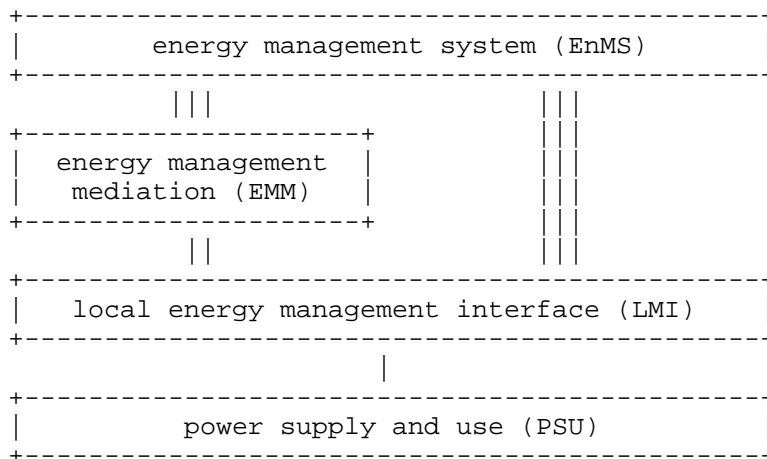 energy management system (EnMS)
energy management
mediation (EMM)
local energy management interface (LMI)
power supply and use (PSU)